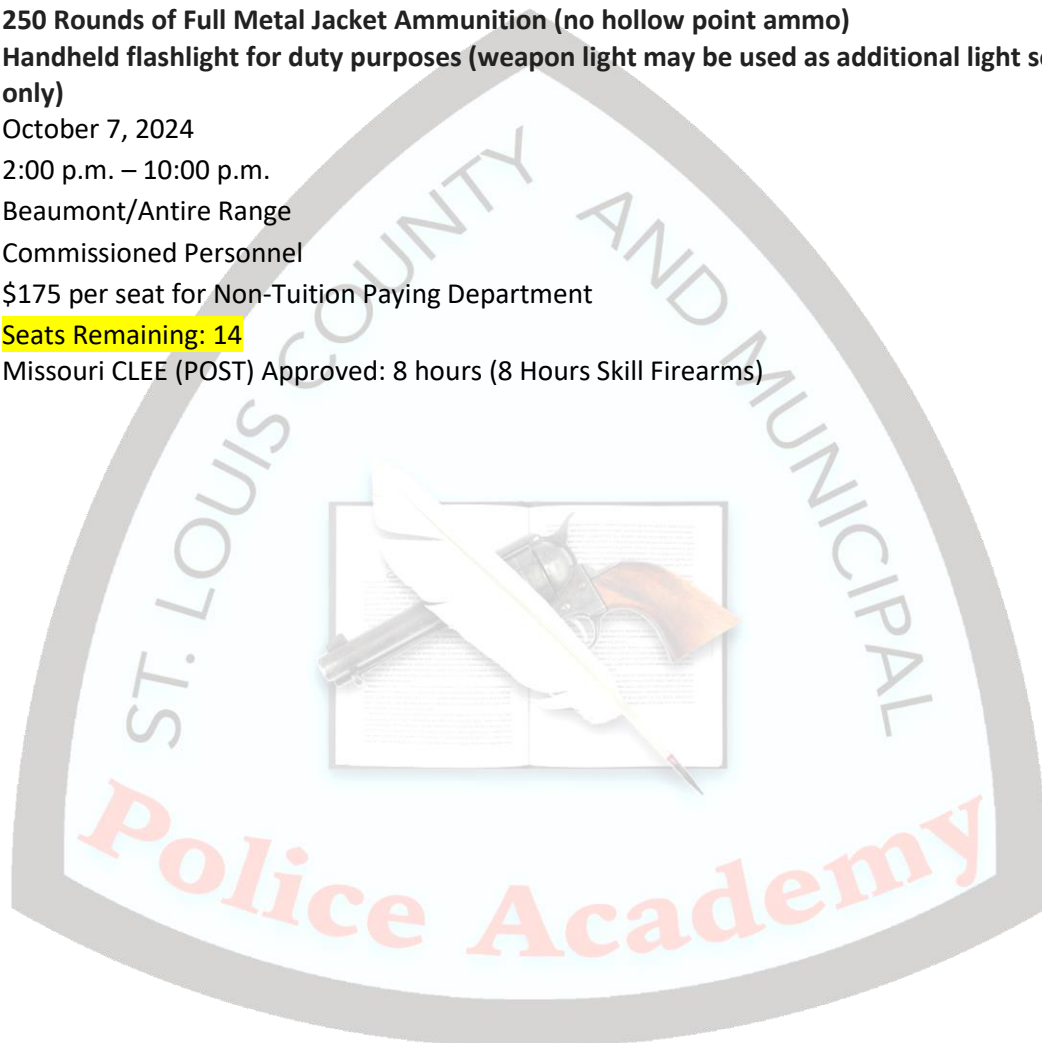 250 Rounds of Full Metal Jacket Ammunition (no hollow point ammo)
Handheld flashlight for duty purposes (weapon light may be used as additional light
only)
October 7, 2024
2:00 p.m. – 10:00 p.m.
Beaumont/Antire Range
Commissioned Personnel
$175 per seat for Non-Tuition Paying Department
Seats Remaining: 14
Missouri CLEE (POST) Approved: 8 hours (8 Hours Skill Firearms)
ST. LOUIS COUNTY AND MUNICIPAL
Police Academy